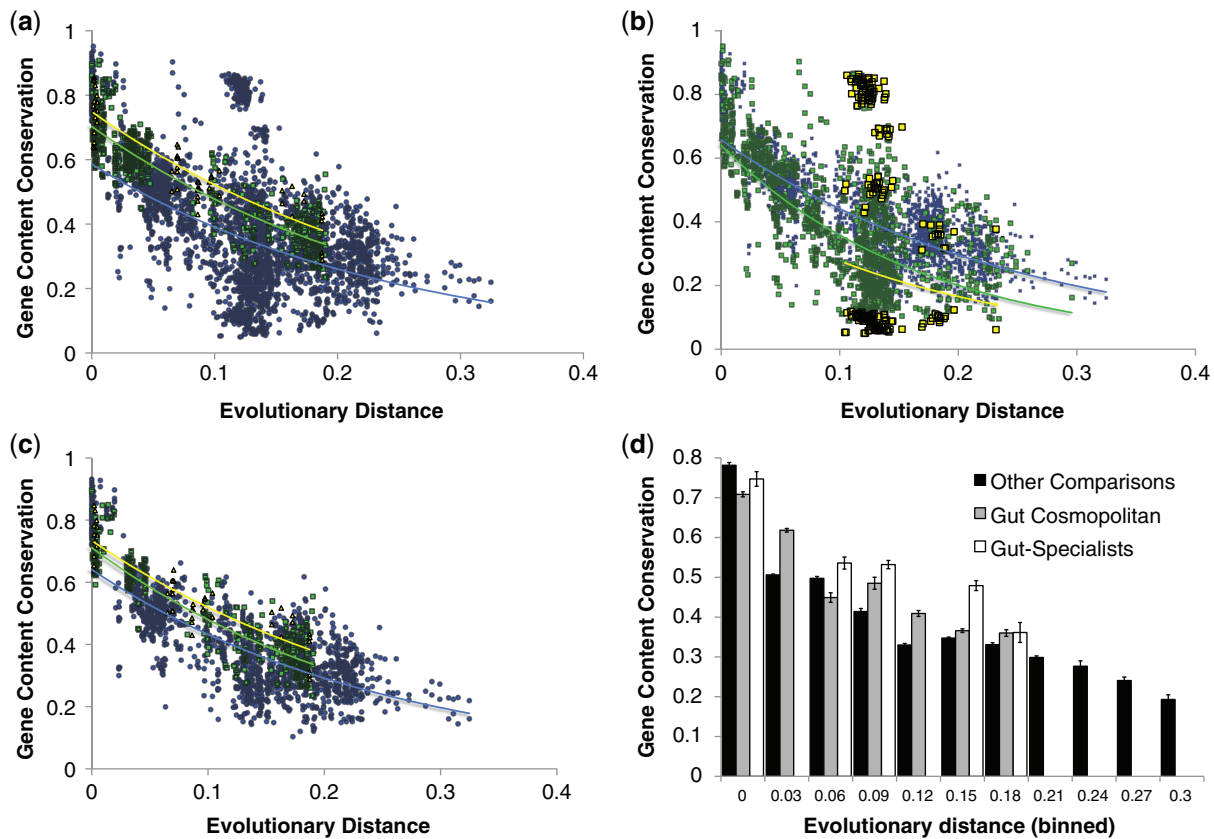 (a)
Gene Content Conservation
1
0.8
0.6
0.4
0.2
0
0 0.1 0.2 0.3 0.4
Evolutionary Distance
(b)
Gene Content Conservation
1
0.8
0.6
0.4
0.2
0
0 0.1 0.2 0.3 0.4
Evolutionary Distance
(c)
Gene Content Conservation
1
0.8
0.6
0.4
0.2
0
0 0.1 0.2 0.3 0.4
Evolutionary Distance
(d)
Gene Content Conservation
0.8
0.7
0.6
0.5
0.4
0.3
0.2
0.1
0
Other Comparisons
Gut Cosmopolitan
Gut-Specialists
0 0.03 0.06 0.09 0.12 0.15 0.18 0.21 0.24 0.27 0.3
Evolutionary distance (binned)